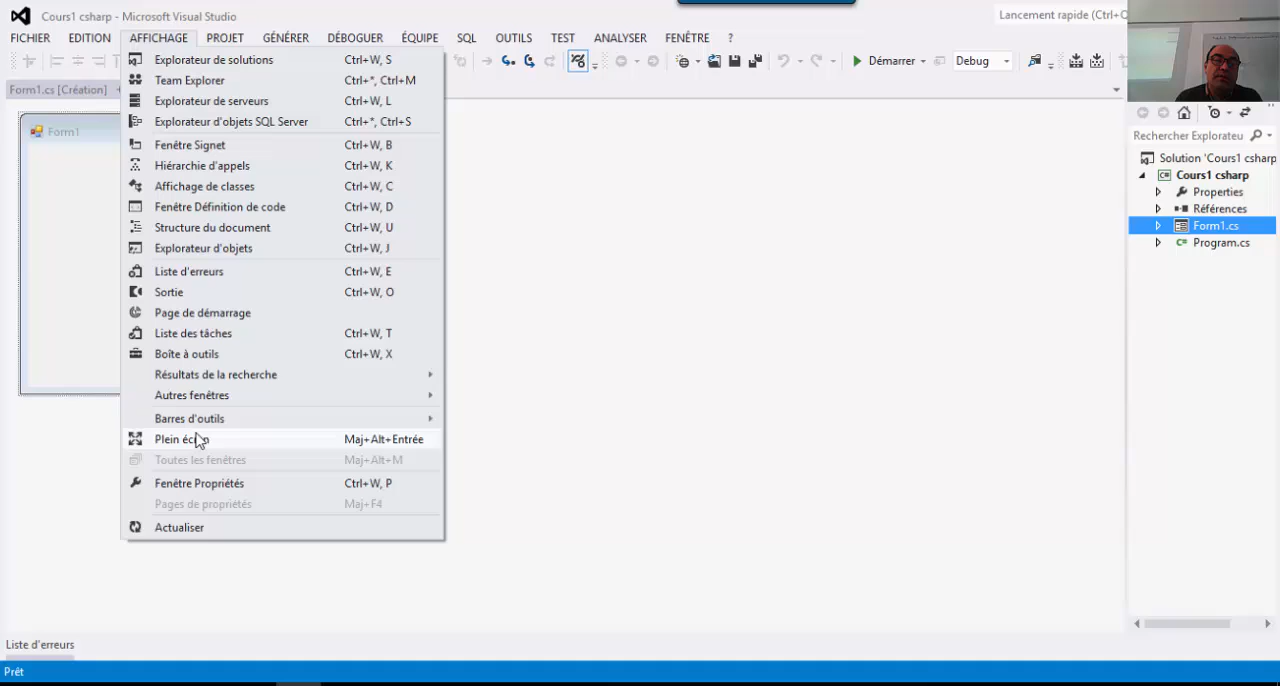 Cours1 csharp - Microsoft Visual Studio
Lancement rapide (Ctrl+
FICHIER EDITION AFFICHAGE PROJET GÉNÉRER DÉBOGUER ÉQUIPE SQL OUTILS TEST ANALYSER FENÊTRE ?
Démarrer Debug
Form1.cs [Création]
Form1
Explorateur de solutions Ctrl+W, S
Team Explorer Ctrl+*, Ctrl+M
Explorateur de serveurs Ctrl+W, L
Explorateur d'objets SQL Server Ctrl+*, Ctrl+S
Fenêtre Signet Ctrl+W, B
Hiérarchie d'appels Ctrl+W, K
Affichage de classes Ctrl+W, C
Fenêtre Définition de code Ctrl+W, D
Structure du document Ctrl+W, U
Explorateur d'objets Ctrl+W, J
Liste d'erreurs Ctrl+W, E
Sortie Ctrl+W, O
Page de démarrage
Liste des tâches Ctrl+W, T
Boîte à outils Ctrl+W, X
Résultats de la recherche
Autres fenêtres
Barres d'outils
Plein écran Maj+Alt+Entrée
Toutes les fenêtres Maj+Alt+M
Fenêtre Propriétés Ctrl+W, P
Pages de propriétés Maj+F4
Actualiser
Rechercher Explorateu
Solution 'Cours1 csharp
Cours1 csharp
Properties
Références
Form1.cs
Program.cs
Liste d'erreurs
Prêt